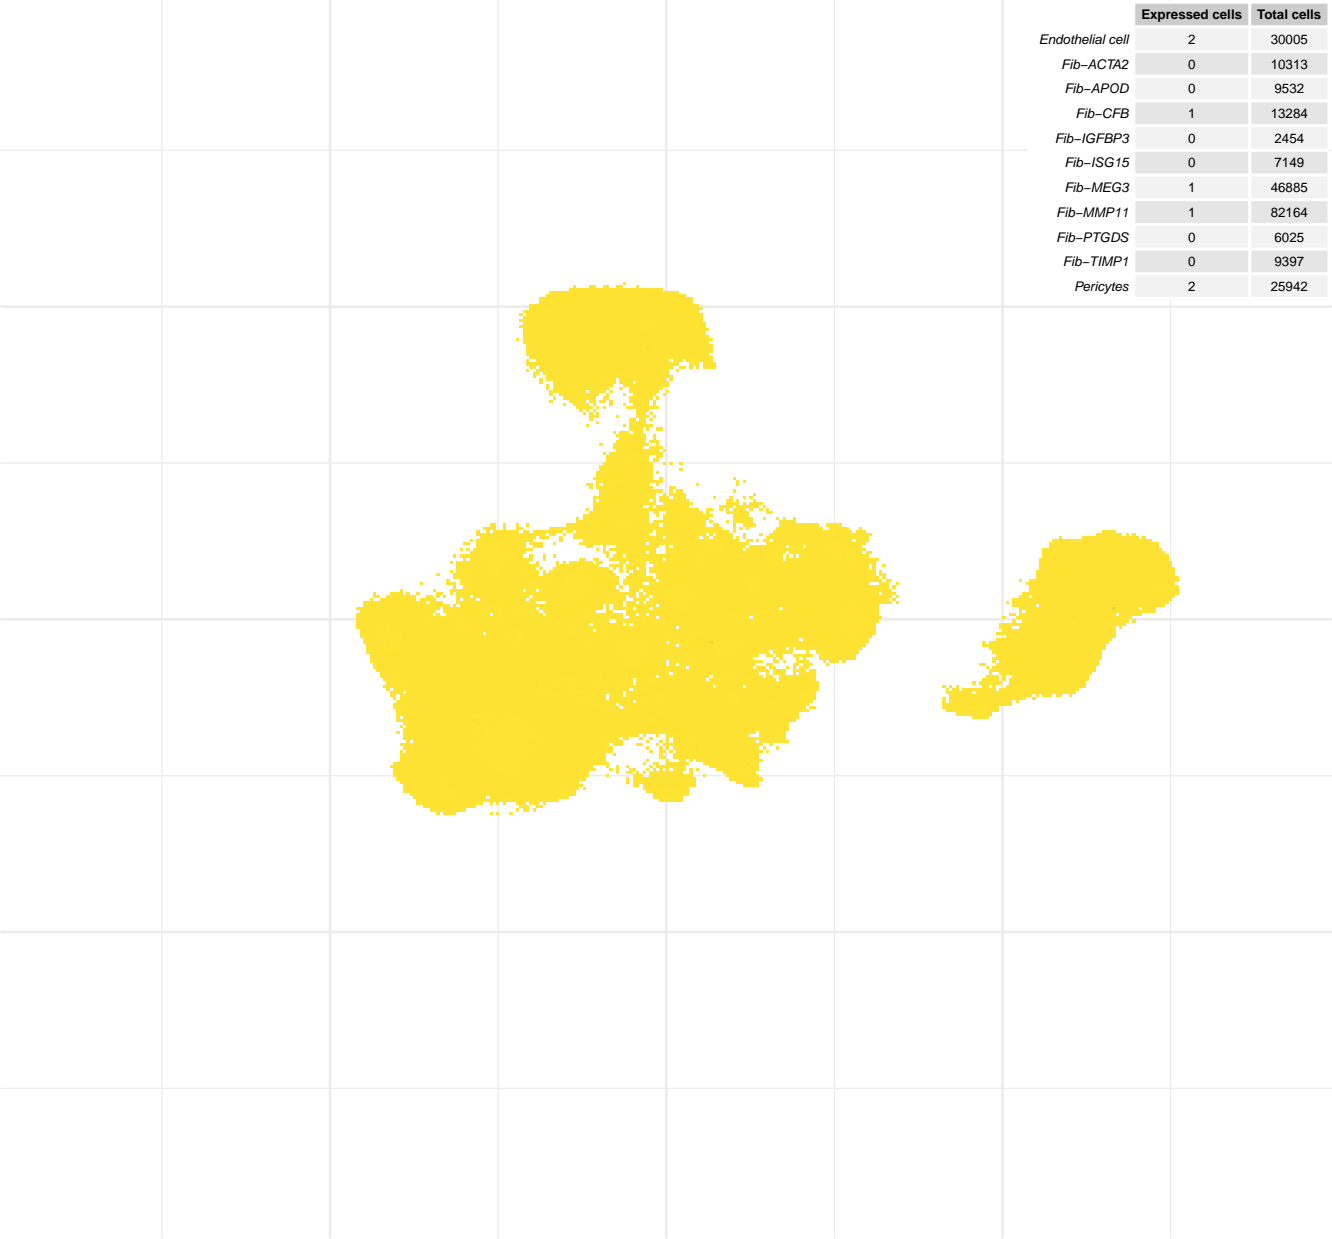 Expressed cells Total cells
Endothelial cell 2 30005
Fib−ACTA2 0 10313
Fib−APOD 0 9532
Fib−CFB 1 13284
Fib−IGFBP3 0 2454
Fib−ISG15 0 7149
Fib−MEG3 1 46885
Fib−MMP11 1 82164
Fib−PTGDS 0 6025
Fib−TIMP1 0 9397
Pericytes 2 25942